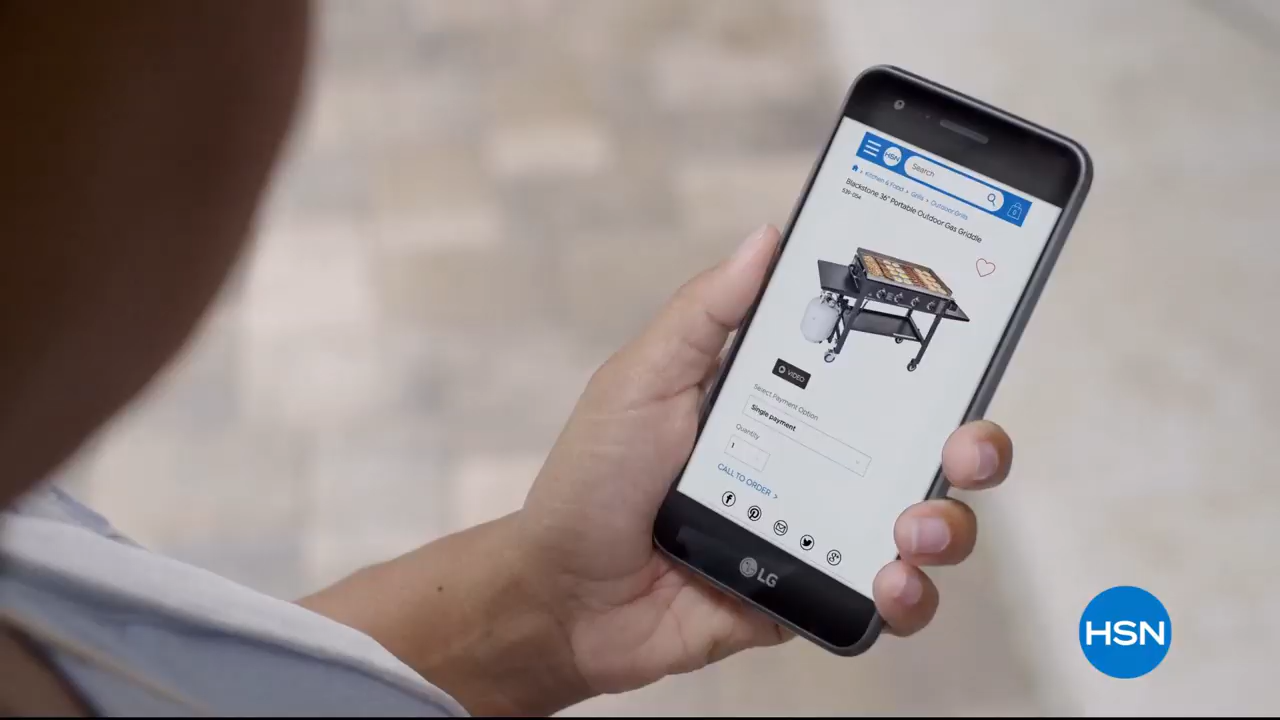 HSN
Search
0
Kitchen & Food > Grills > Outdoor Grills
Blackstone 36" Portable Outdoor Gas Griddle
VIDEO
Select Payment Option
Single payment
Quantity
1
CALL TO ORDER >
LG
HSN